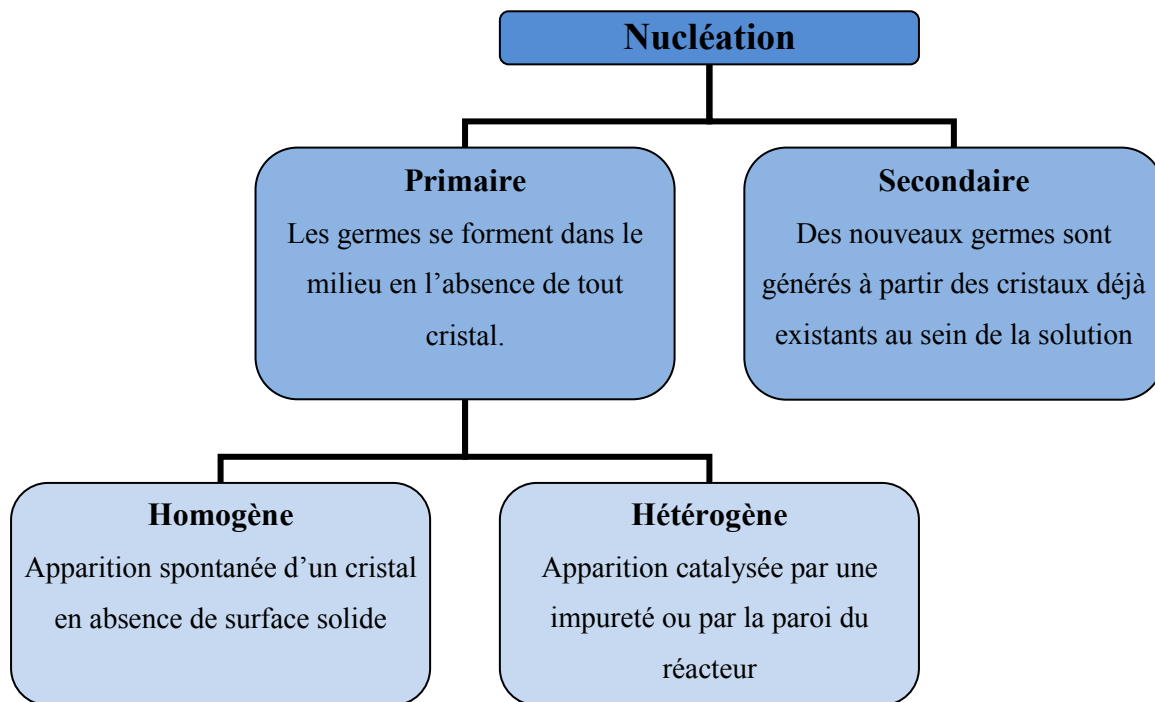 Nucléation
Primaire
Les germes se forment dans le
milieu en l’absence de tout
cristal.
Secondaire
Des nouveaux germes sont
générés à partir des cristaux déjà
existants au sein de la solution
Homogène
Apparition spontanée d’un cristal
en absence de surface solide
Hétérogène
Apparition catalysée par une
impureté ou par la paroi du
réacteur